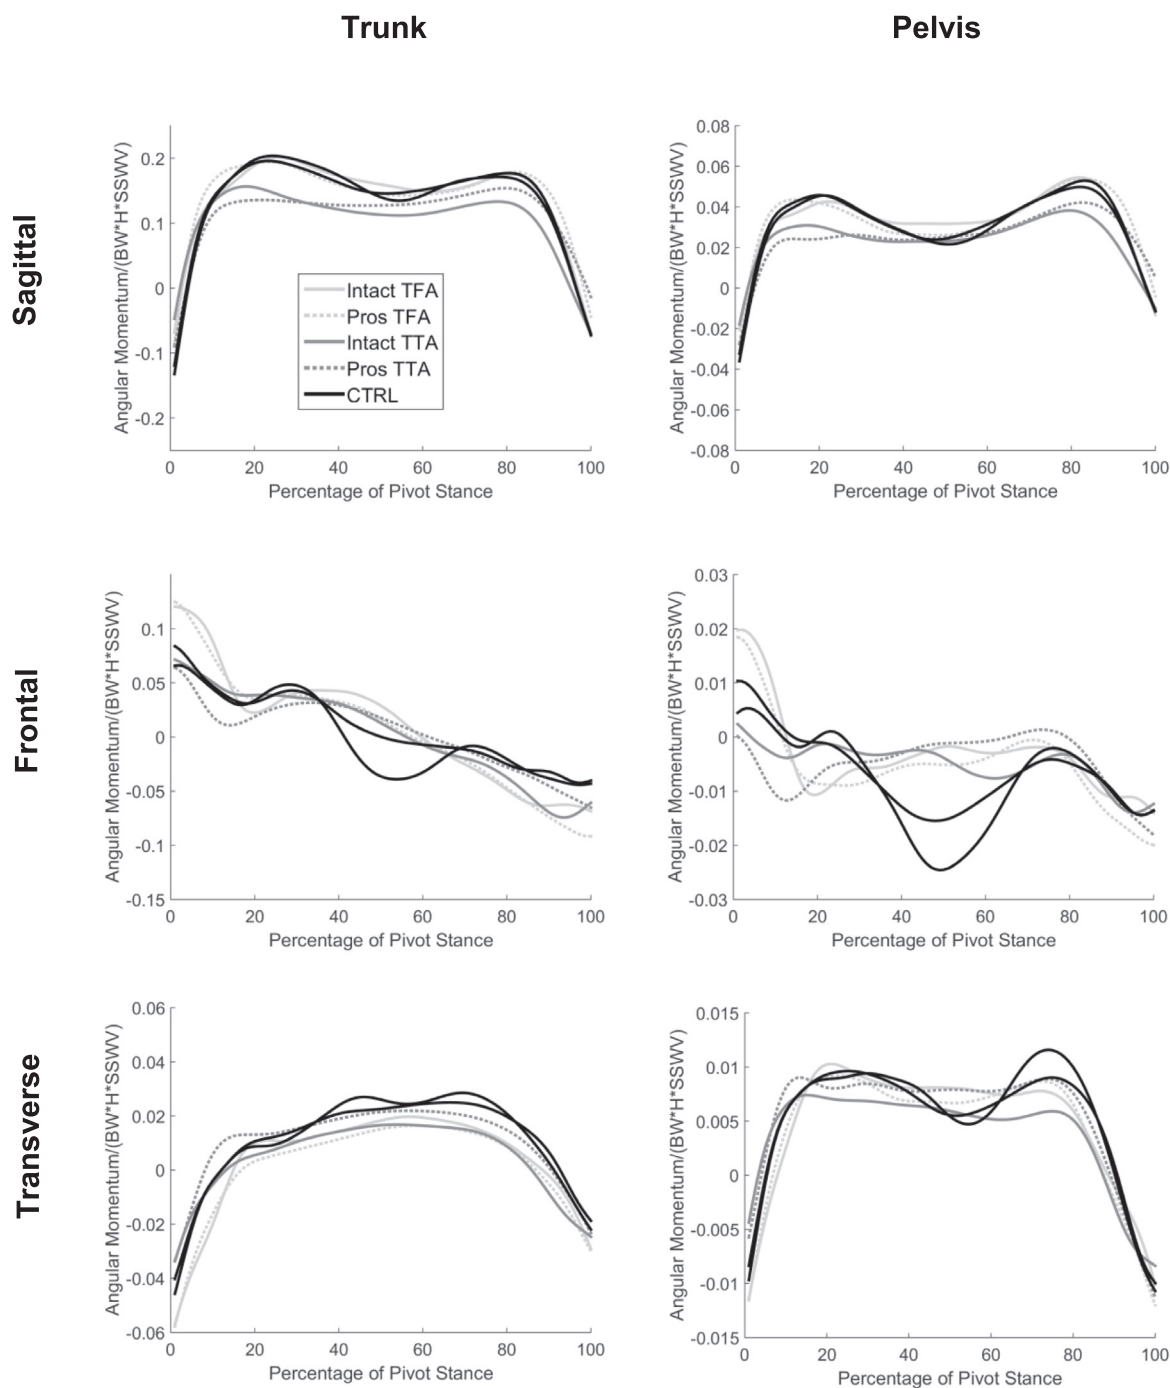 Trunk
Pelvis
Sagittal
Angular Momentum/(BW*H*SSWV)
0.2
0.1
0
-0.1
-0.2
Intact TFA
Pros TFA
Intact TTA
Pros TTA
CTRL
0 20 40 60 80 100
Percentage of Pivot Stance
Angular Momentum/(BW*H*SSWV)
0.08
0.06
0.04
0.02
0
-0.02
-0.04
-0.06
-0.08
0 20 40 60 80 100
Percentage of Pivot Stance
Frontal
Angular Momentum/(BW*H*SSWV)
0.1
0.05
0
-0.05
-0.1
-0.15
0 20 40 60 80 100
Percentage of Pivot Stance
Angular Momentum/(BW*H*SSWV)
0.03
0.02
0.01
0
-0.01
-0.02
-0.03
0 20 40 60 80 100
Percentage of Pivot Stance
Transverse
Angular Momentum/(BW*H*SSWV)
0.06
0.04
0.02
0
-0.02
-0.04
-0.06
0 20 40 60 80 100
Percentage of Pivot Stance
Angular Momentum/(BW*H*SSWV)
0.015
0.01
0.005
0
-0.005
-0.01
-0.015
0 20 40 60 80 100
Percentage of Pivot Stance